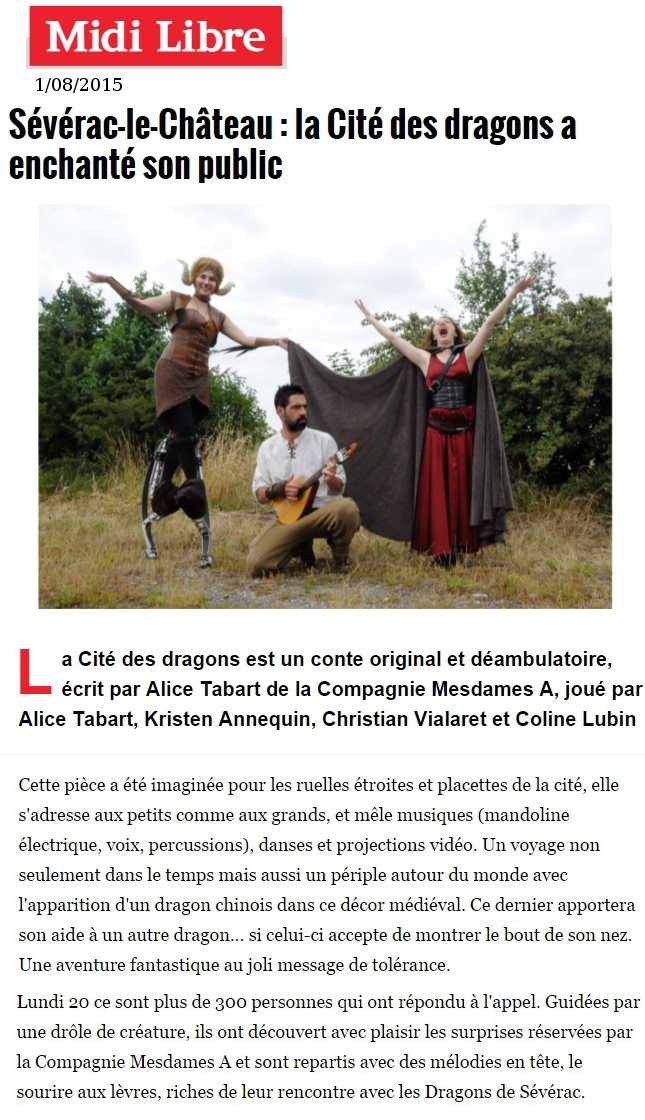 Midi Libre
1/08/2015
Sévérac-le-Château : la Cité des dragons a
enchanté son public
La Cité des dragons est un conte original et déambulatoire,
écrit par Alice Tabart de la Compagnie Mesdames A, joué par
Alice Tabart, Kristen Annequin, Christian Vialaret et Coline Lubin
Cette pièce a été imaginée pour les ruelles étroites et placettes de la cité, elle
s'adresse aux petits comme aux grands, et mêle musiques (mandoline
électrique, voix, percussions), danses et projections vidéo. Un voyage non
seulement dans le temps mais aussi un périple autour du monde avec
l'apparition d'un dragon chinois dans ce décor médiéval. Ce dernier apportera
son aide à un autre dragon... si celui-ci accepte de montrer le bout de son nez.
Une aventure fantastique au joli message de tolérance.
Lundi 20 ce sont plus de 300 personnes qui ont répondu à l'appel. Guidées par
une drôle de créature, ils ont découvert avec plaisir les surprises réservées par
la Compagnie Mesdames A et sont repartis avec des mélodies en tête, le
sourire aux lèvres, riches de leur rencontre avec les Dragons de Sévérac.